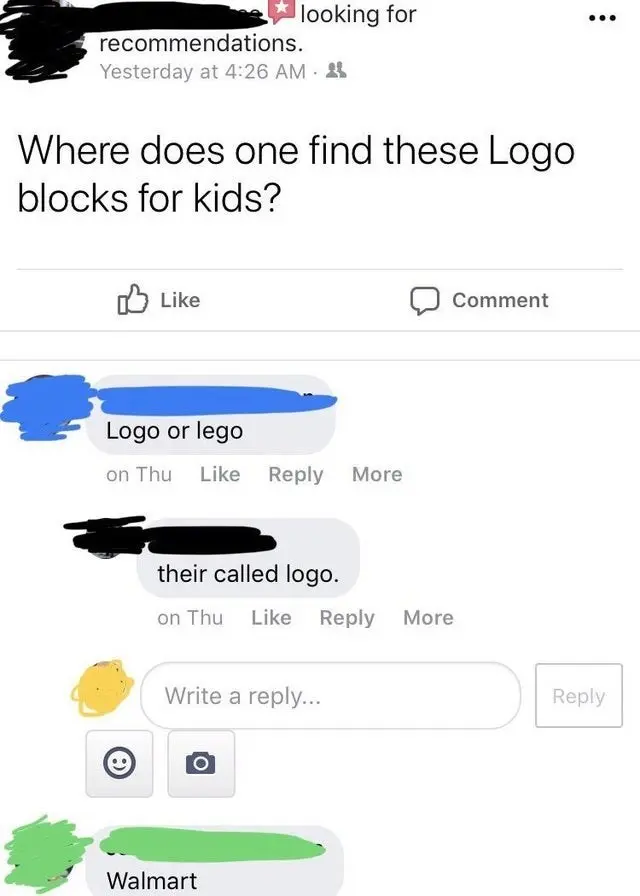 looking for
recommendations.
Yesterday at 4:26 AM ·
Where does one find these Logo
blocks for kids?
Like
Comment
Logo or lego
on Thu Like Reply More
their called logo.
on Thu Like Reply More
Write a reply...
Reply
Walmart